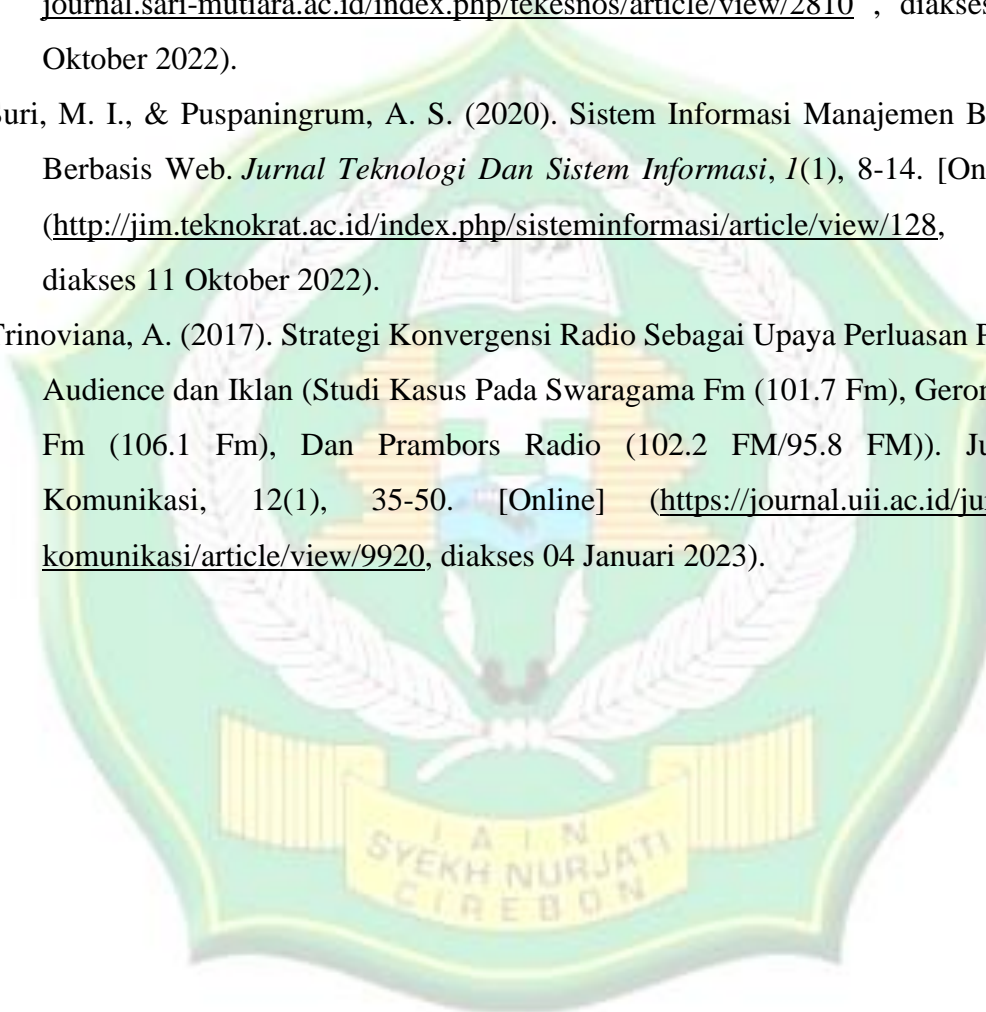 journal.sari-mutiara.ac.id/index.php/tekesnos/article/view/2810 , diakses
Oktober 2022).
uri, M. I., & Puspaningrum, A. S. (2020). Sistem Informasi Manajemen B
Berbasis Web. Jurnal Teknologi Dan Sistem Informasi, 1(1), 8-14. [On
(http://jim.teknokrat.ac.id/index.php/sisteminformasi/article/view/128,
diakses 11 Oktober 2022).
Trinoviana, A. (2017). Strategi Konvergensi Radio Sebagai Upaya Perluasan P
Audience dan Iklan (Studi Kasus Pada Swaragama Fm (101.7 Fm), Geron
Fm (106.1 Fm), Dan Prambors Radio (102.2 FM/95.8 FM)). Ju
Komunikasi, 12(1), 35-50. [Online] (https://journal.uii.ac.id/ju
komunikasi/article/view/9920, diakses 04 Januari 2023).
IAIN
SYEKH NURJATI
CIREBON